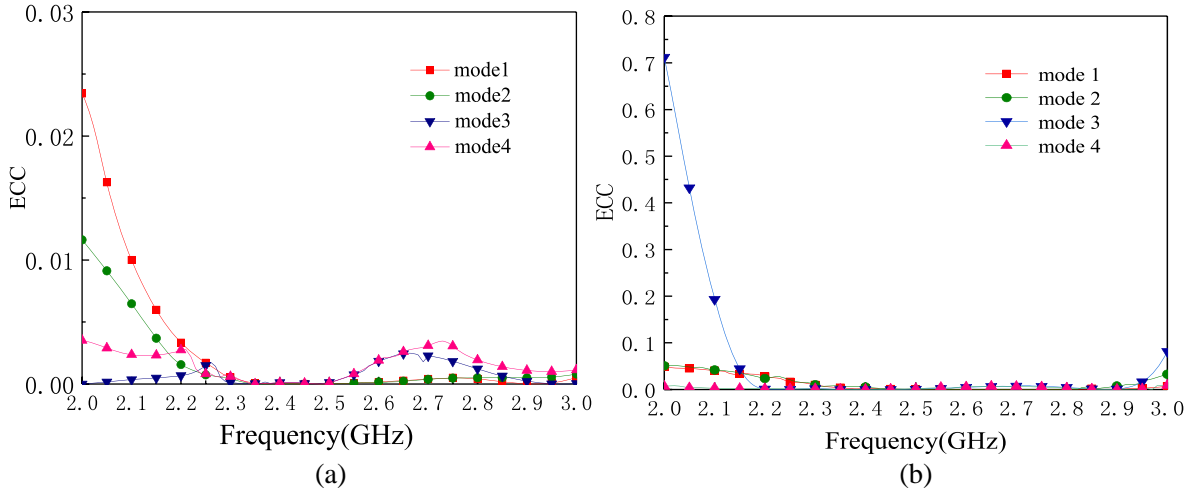 0.03
0.02
0.01
0.00
ECC
mode1
mode2
mode3
mode4
2.0 2.1 2.2 2.3 2.4 2.5 2.6 2.7 2.8 2.9 3.0
Frequency(GHz)
(a)
0.8
0.7
0.6
0.5
0.4
0.3
0.2
0.1
0.0
ECC
mode 1
mode 2
mode 3
mode 4
2.0 2.1 2.2 2.3 2.4 2.5 2.6 2.7 2.8 2.9 3.0
Frequency(GHz)
(b)